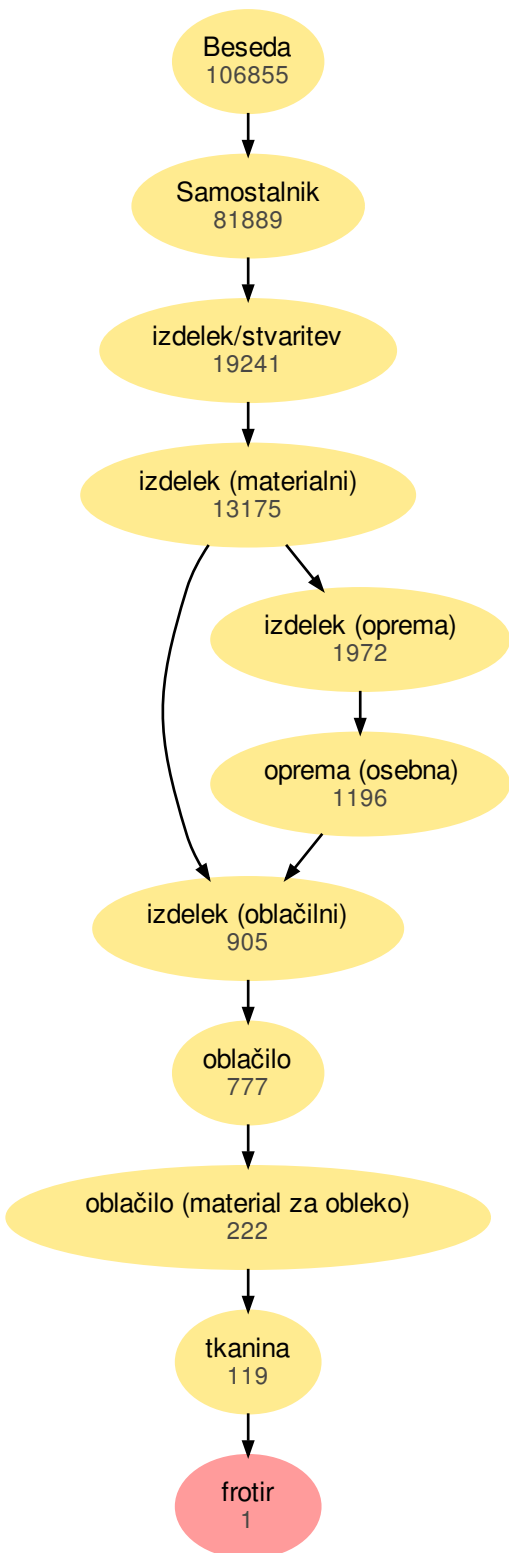 Beseda
106855
Samostalnik
81889
izdelek/stvaritev
19241
izdelek (materialni)
13175
izdelek (oprema)
1972
oprema (osebna)
1196
izdelek (oblačilni)
905
oblačilo
777
oblačilo (material za obleko)
222
tkanina
119
frotir
1